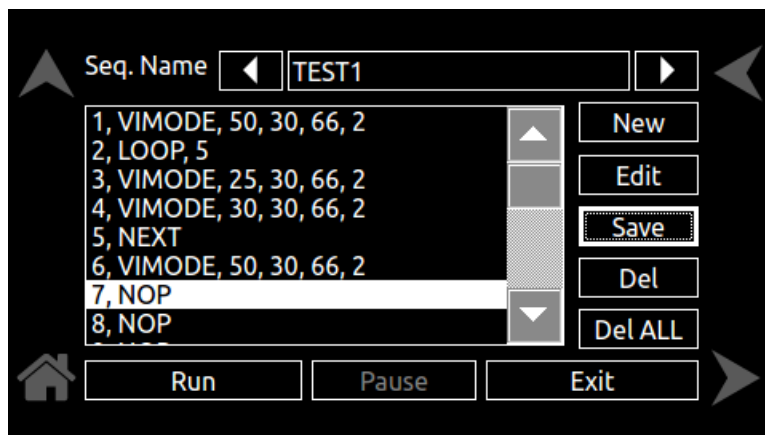 Seq. Name TEST1
1, VIMODE, 50, 30, 66, 2
2, LOOP, 5
3, VIMODE, 25, 30, 66, 2
4, VIMODE, 30, 30, 66, 2
5, NEXT
6, VIMODE, 50, 30, 66, 2
7, NOP
8, NOP
New
Edit
Save
Del
Del ALL
Run Pause Exit